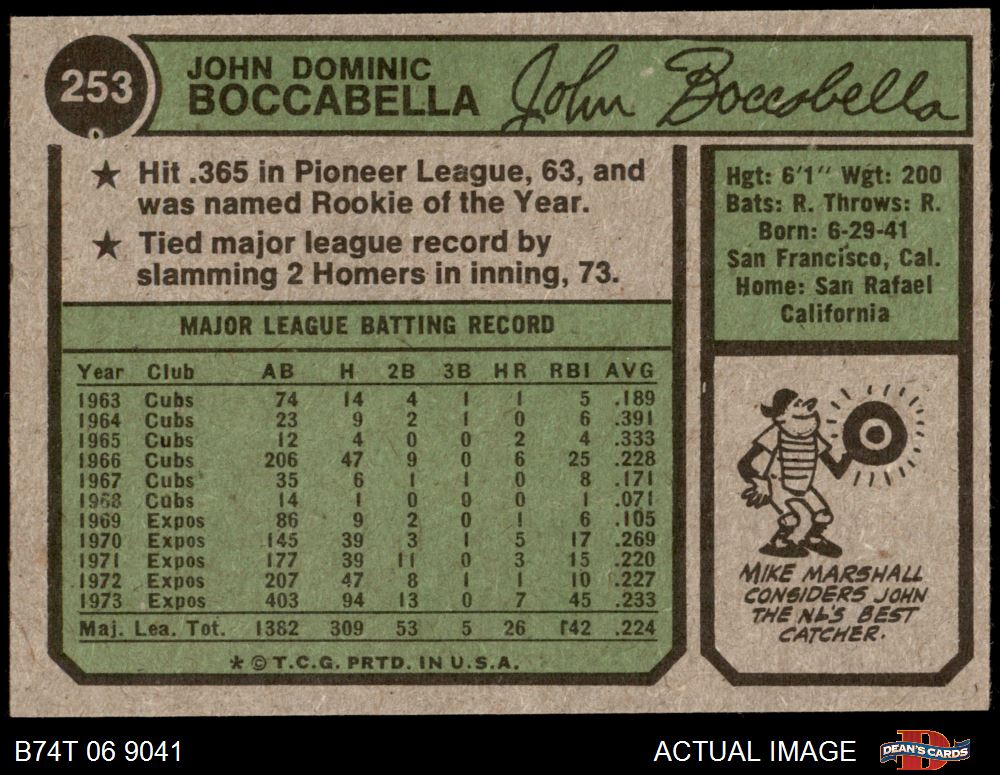 253
JOHN DOMINIC
BOCCABELLA
John Boccabella
★ Hit .365 in Pioneer League, 63, and
was named Rookie of the Year.
★ Tied major league record by
slamming 2 Homers in inning, 73.
MAJOR LEAGUE BATTING RECORD
Year Club AB H 2B 3B HR RBI AVG
1963 Cubs 74 14 4 1 1 5 .189
1964 Cubs 23 9 2 1 0 6 .391
1965 Cubs 12 4 0 0 2 4 .333
1966 Cubs 206 47 9 0 6 25 .228
1967 Cubs 35 6 1 1 0 8 .171
1968 Cubs 14 1 0 0 0 1 .071
1969 Expos 86 9 2 0 1 6 .105
1970 Expos 145 39 3 1 5 17 .269
1971 Expos 177 39 11 0 3 15 .220
1972 Expos 207 47 8 1 1 10 .227
1973 Expos 403 94 13 0 7 45 .233
Maj. Lea. Tot. 1382 309 53 5 26 142 .224
* © T.C.G. PRTD. IN U.S.A.
Hgt: 6'1" Wgt: 200
Bats: R. Throws: R.
Born: 6-29-41
San Francisco, Cal.
Home: San Rafael
California
MIKE MARSHALL
CONSIDERS JOHN
THE NL'S BEST
CATCHER.
B74T 06 9041
ACTUAL IMAGE
DEAN'S CARDS